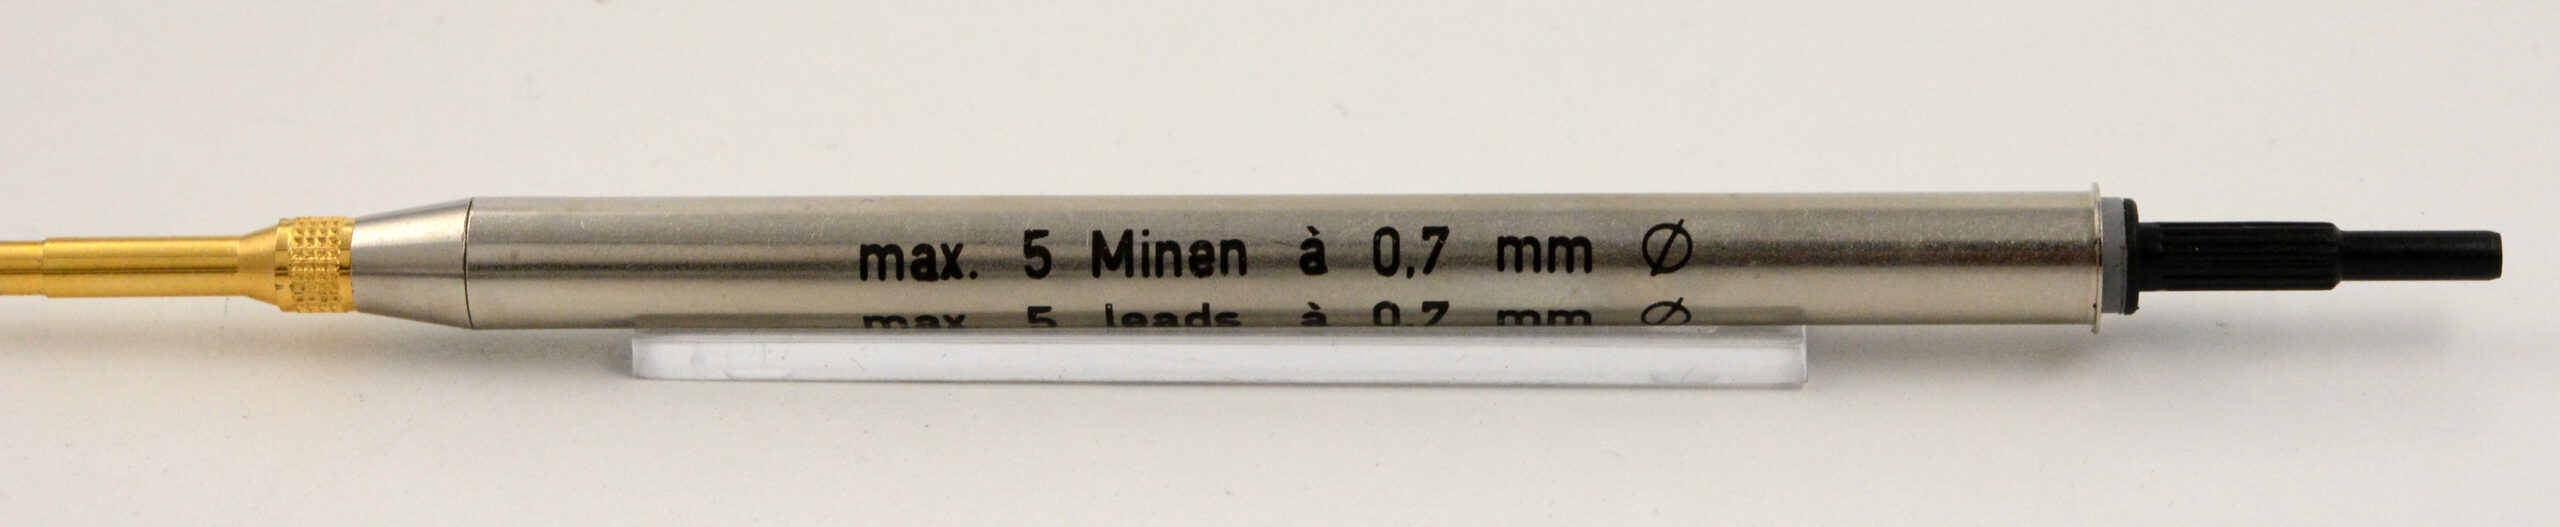 max. 5 Minen à 0,7 mm Ø
max. 5 leads à 0,7 mm Ø